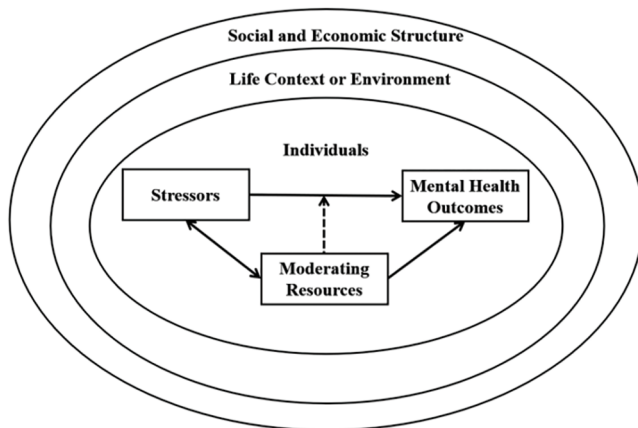 Social and Economic Structure
Life Context or Environment
Individuals
Stressors
Mental Health
Outcomes
Moderating
Resources